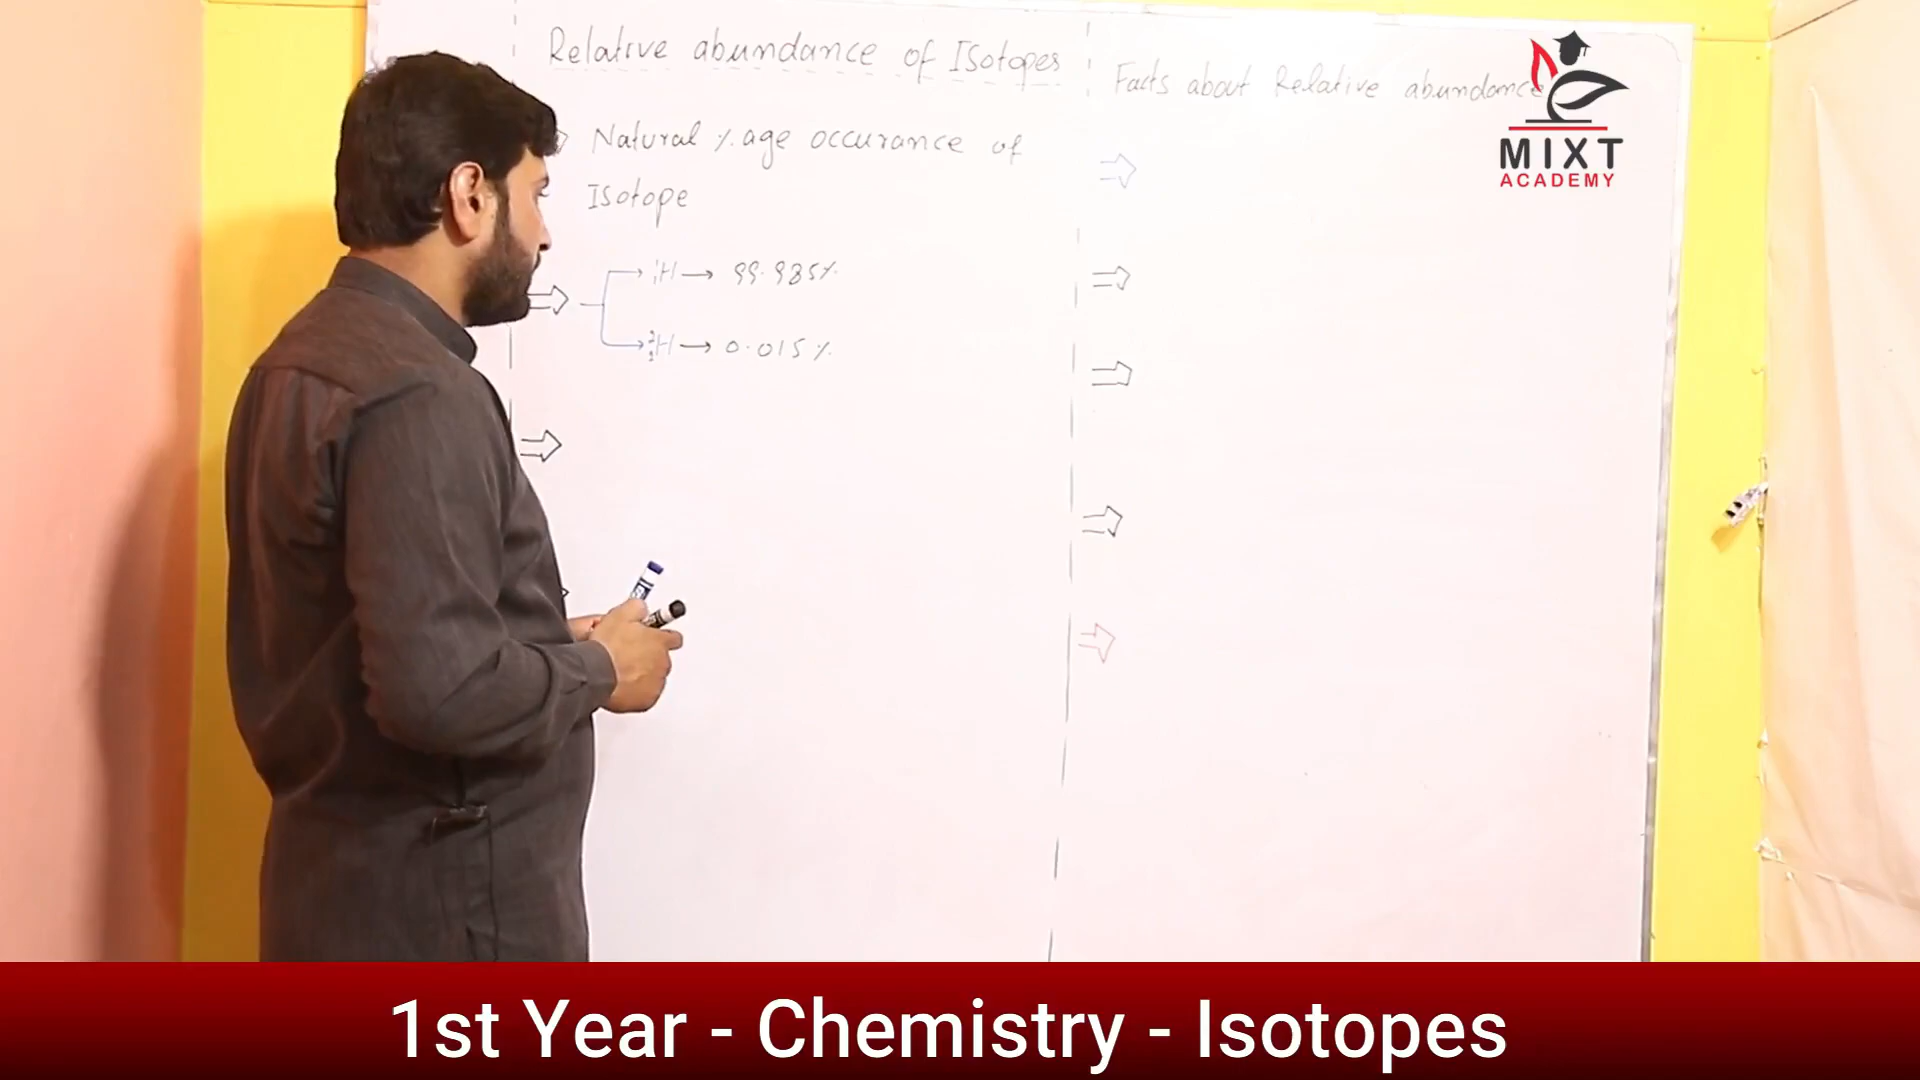 Relative abundance of Isotopes
Natural %age occurance of
Isotope
¹₁H → 99.985%
²₁H → 0.015%
Facts about Relative abundance
MIXT
ACADEMY
1st Year - Chemistry - Isotopes